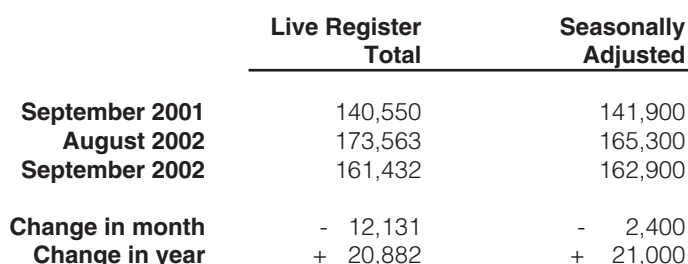 Live Register Seasonally
Total Adjusted
September 2001 140,550 141,900
August 2002 173,563 165,300
September 2002 161,432 162,900
Change in month - 12,131 - 2,400
Change in year + 20,882 + 21,000